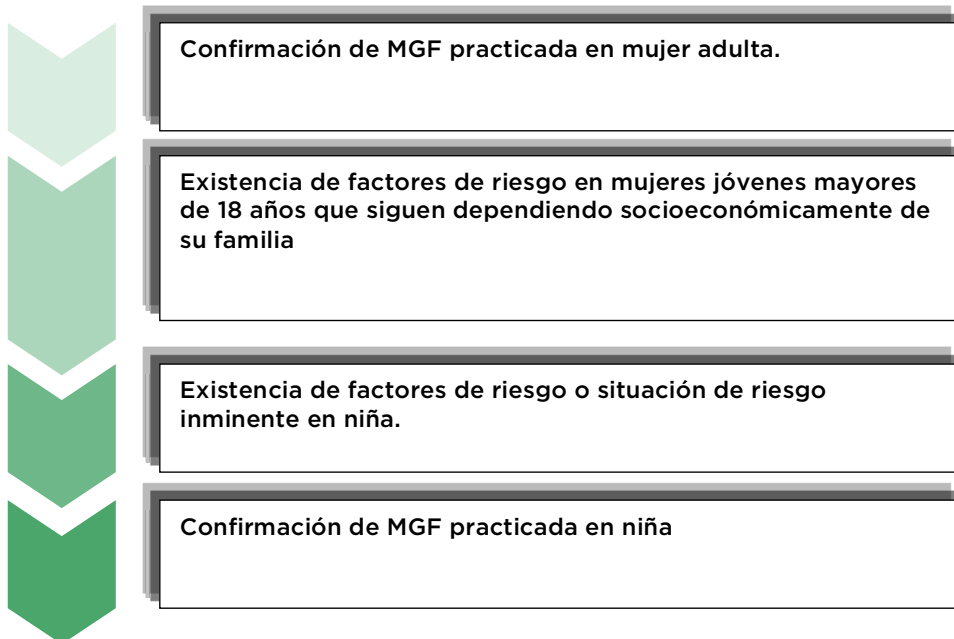 Confirmación de MGF practicada en mujer adulta.
Existencia de factores de riesgo en mujeres jóvenes mayores
de 18 años que siguen dependiendo socioeconómicamente de
su familia
Existencia de factores de riesgo o situación de riesgo
inminente en niña.
Confirmación de MGF practicada en niña